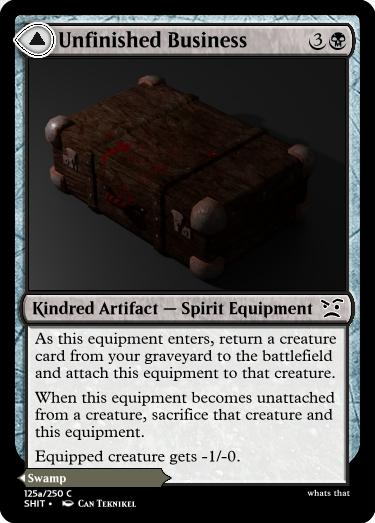 Unfinished Business 3
Kindred Artifact — Spirit Equipment
As this equipment enters, return a creature
card from your graveyard to the battlefield
and attach this equipment to that creature.
When this equipment becomes unattached
from a creature, sacrifice that creature and
this equipment.
Equipped creature gets -1/-0.
Swamp
125a/250 C
whats that
SHIT • Can Teknikel